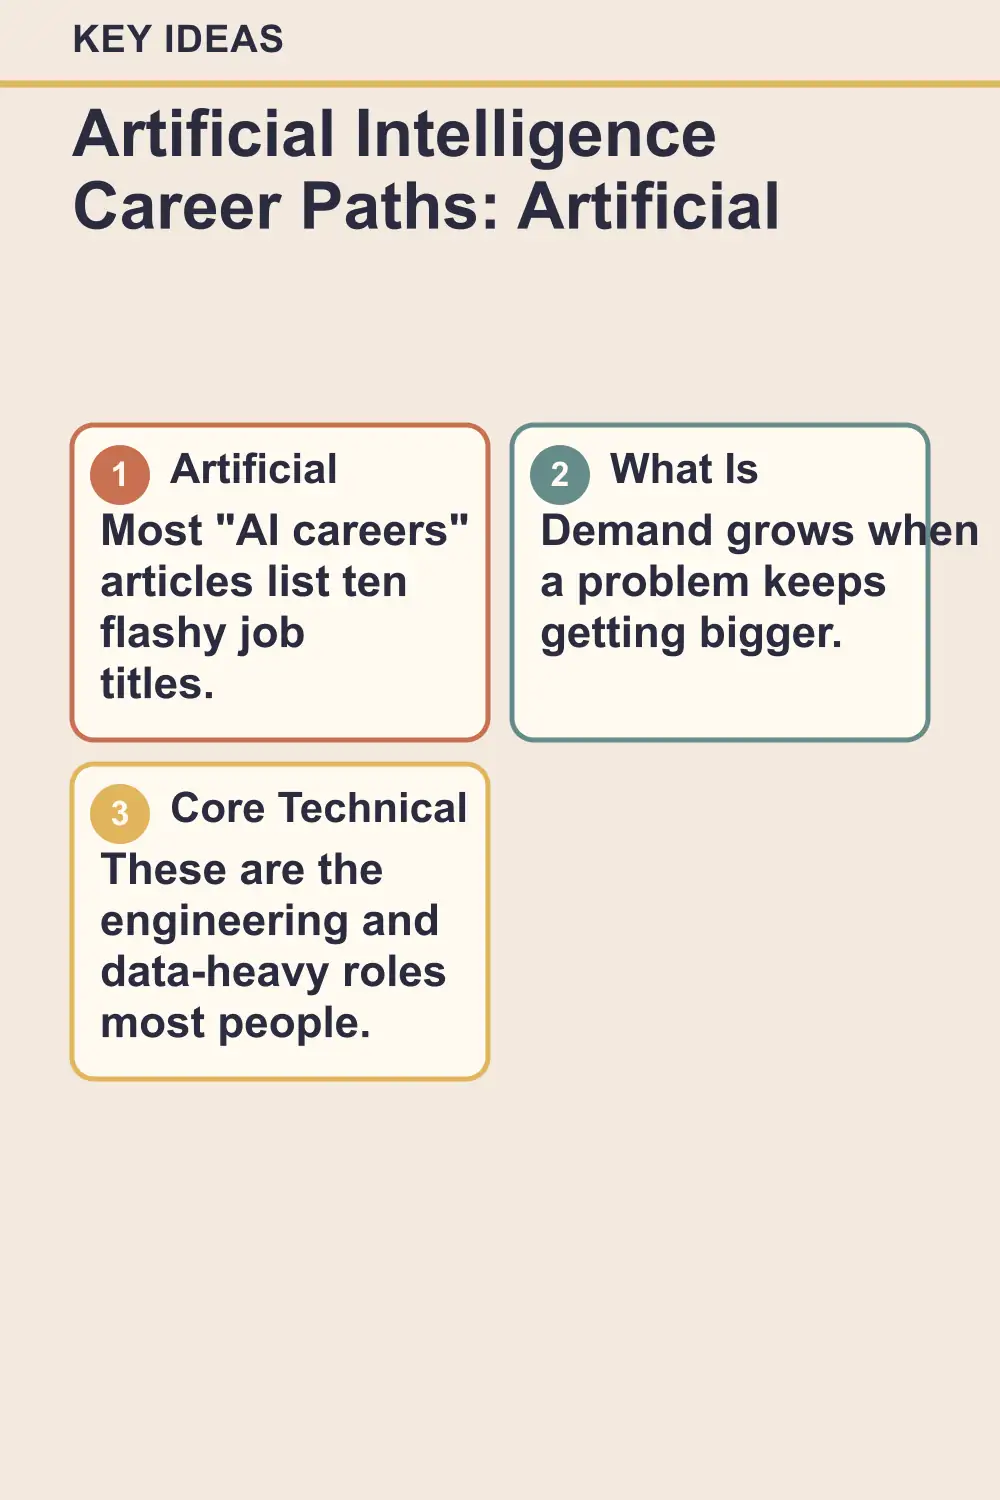 KEY IDEAS
Artificial Intelligence
Career Paths: Artificial
1 Artificial
Most "AI careers"
articles list ten
flashy job
titles.
2 What Is
Demand grows when
a problem keeps
getting bigger.
3 Core Technical
These are the
engineering and
data-heavy roles
most people.